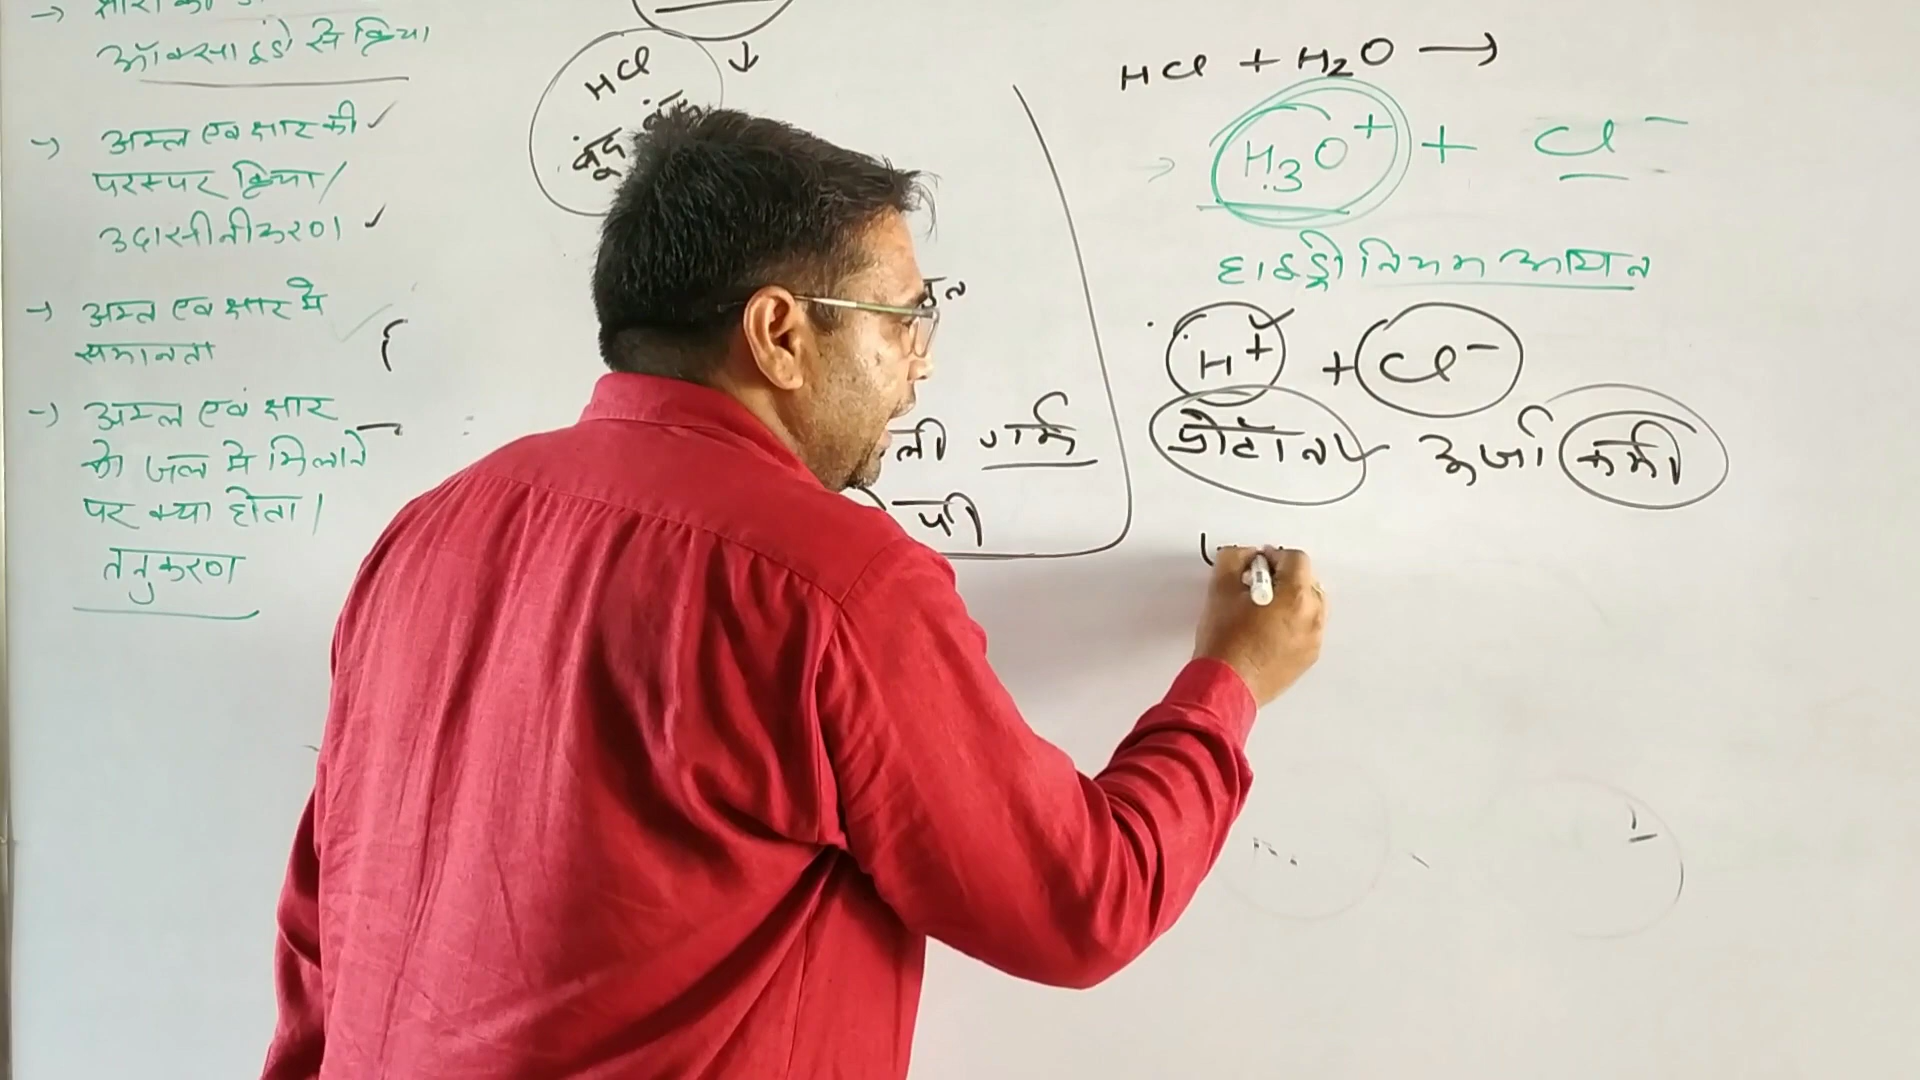 ऑक्साइडो से क्रिया
→ अम्ल एवं क्षार की ✓
परस्पर क्रिया/
उदासीनीकरण। ✓
→ अम्ल एवं क्षार मे
समानता
→ अम्ल एवं क्षार
को जल मे मिलाने
पर क्या होता।
तनुकरण
HCl
बूंद
ली गर्म
पी
HCl + H₂O →
H₃O⁺ + Cl⁻
हाइड्रोनियम आयन
H⁺ + Cl⁻
प्रोटॉन ऊर्जा कमी